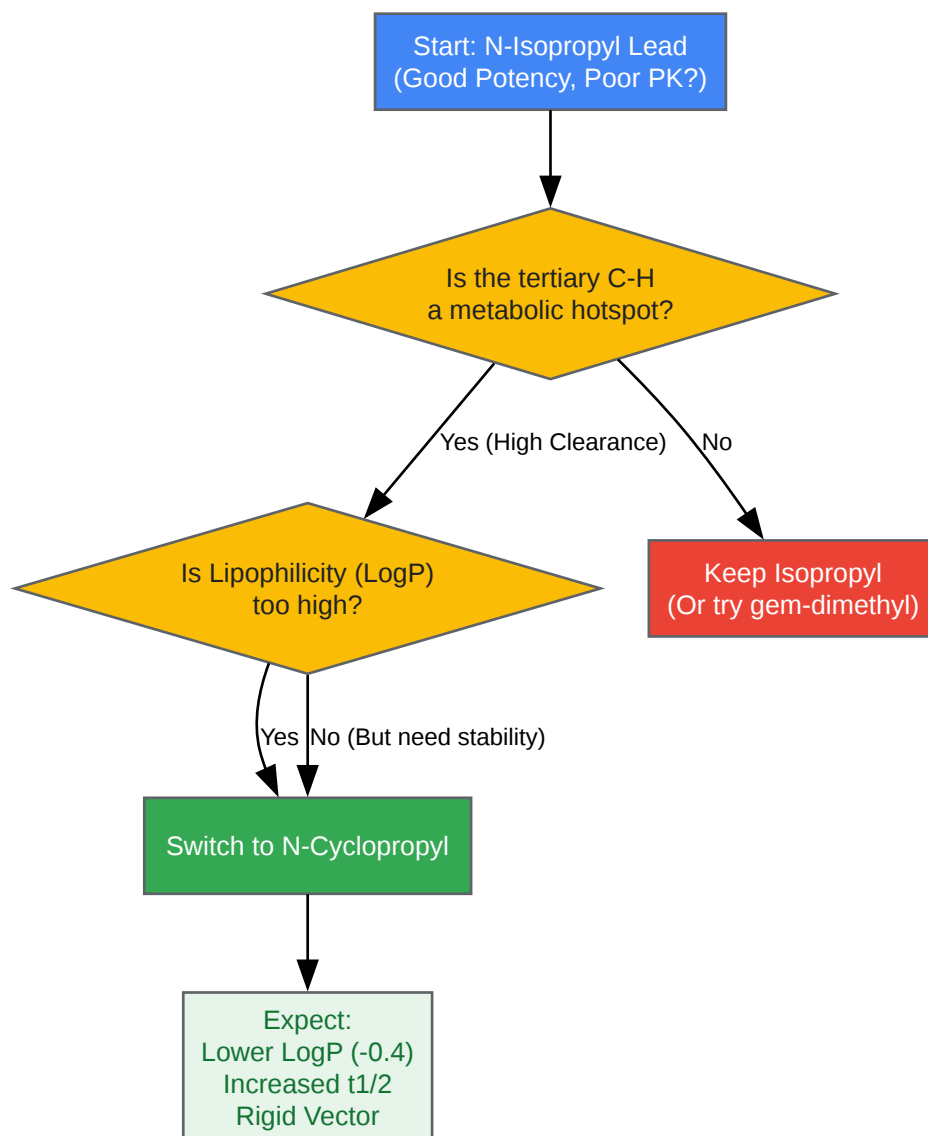 Start: N-Isopropyl Lead
(Good Potency, Poor PK?)
Is the tertiary C-H
a metabolic hotspot?
Yes (High Clearance)
No
Is Lipophilicity (LogP)
too high?
Keep Isopropyl
(Or try gem-dimethyl)
Yes
No (But need stability)
Switch to N-Cyclopropyl
Expect:
Lower LogP (-0.4)
Increased t1/2
Rigid Vector